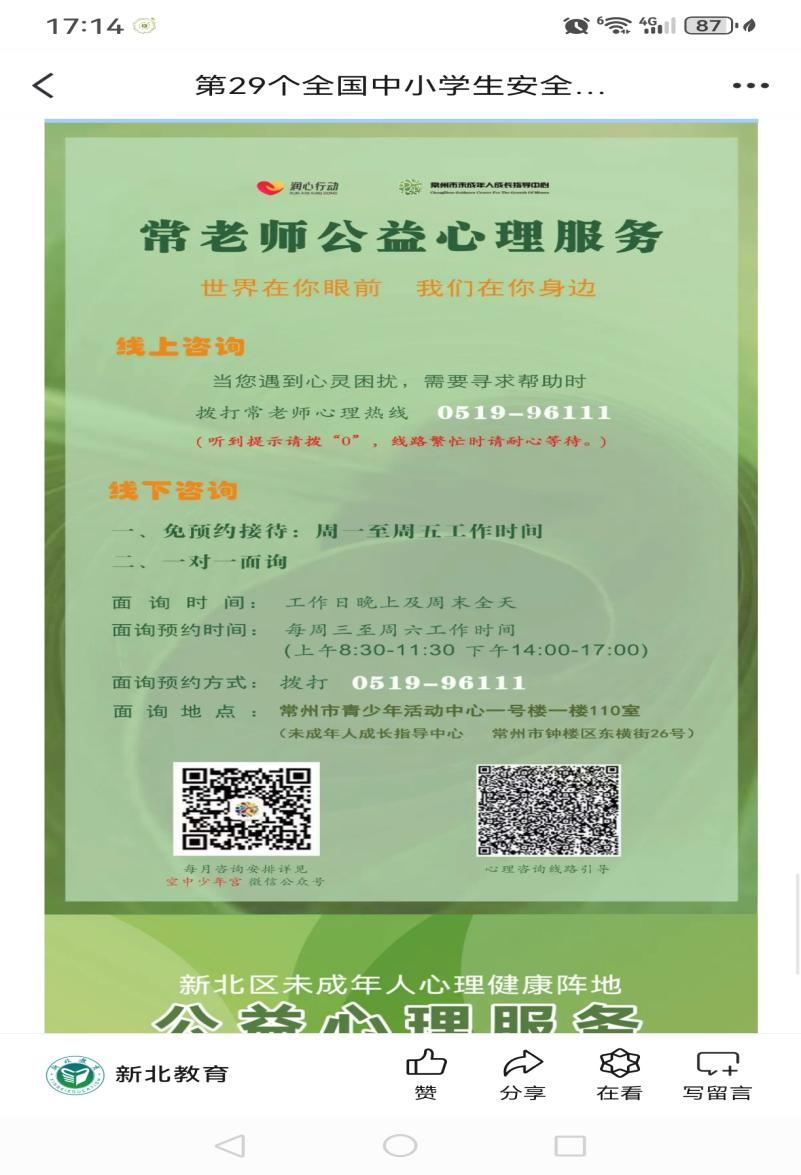 17:14
6 4G 87
第29个全国中小学生安全...
润心行动
常州市未成年人成长指导中心
常老师公益心理服务
世界在你眼前 我们在你身边
线上咨询
当您遇到心灵困扰，需要寻求帮助时
拨打常老师心理热线 0519-96111
(听到提示请拨“0”，线路繁忙时请耐心等待。)
线下咨询
一、免预约接待：周一至周五工作时间
二、一对一面询
面询时间： 工作日晚上及周末全天
面询预约时间： 每周三至周六工作时间
(上午8:30-11:30 下午14:00-17:00)
面询预约方式： 拨打 0519-96111
面询地点： 常州市青少年活动中心一号楼一楼110室
(未成年人成长指导中心 常州市钟楼区东横街26号)
每月咨询安排详见
空中少年宫 微信公众号
心理咨询线路引导
新北区未成年人心理健康阵地
公益心理服务
新北教育
赞
分享
在看
写留言